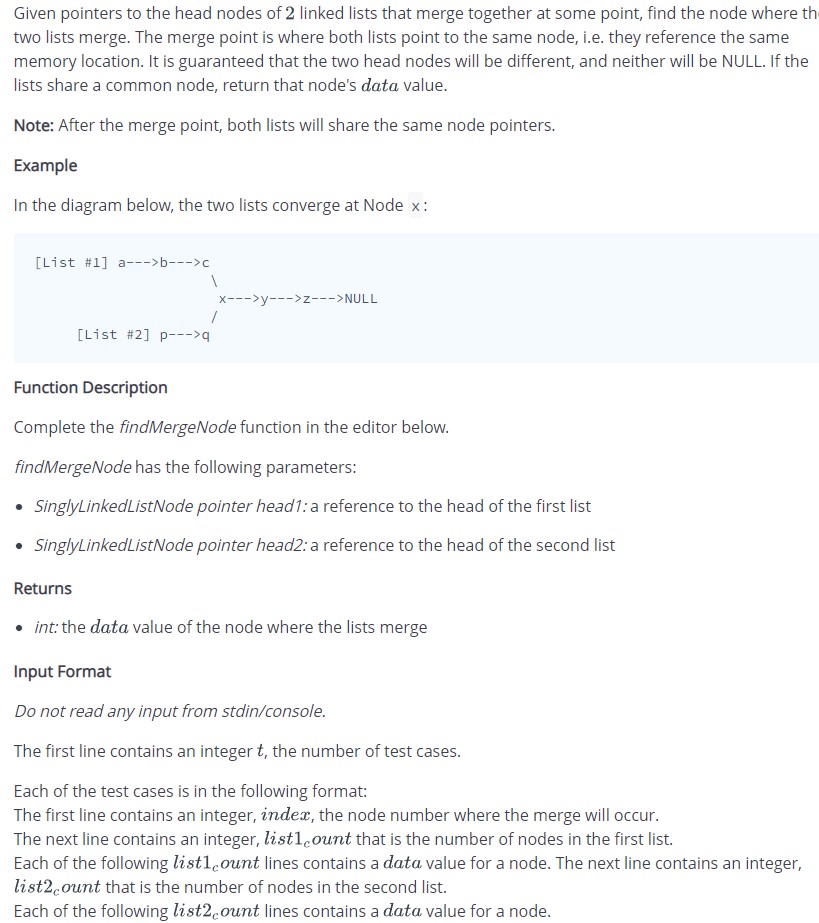 Given pointers to the head nodes of 2 linked lists that merge together at some point, find the node where th
two lists merge. The merge point is where both lists point to the same node, i.e. they reference the same
memory location. It is guaranteed that the two head nodes will be different, and neither will be NULL. If the
lists share a common node, return that node's data value.
Note: After the merge point, both lists will share the same node pointers.
Example
In the diagram below, the two lists converge at Node x:
[List #1] a--->b--->c
\
x--->y--->z--->NULL
/
[List #2] p--->q
Function Description
Complete the findMergeNode function in the editor below.
findMergeNode has the following parameters:
• SinglyLinkedListNode pointer head1: a reference to the head of the first list
• SinglyLinkedListNode pointer head2: a reference to the head of the second list
Returns
• int: the data value of the node where the lists merge
Input Format
Do not read any input from stdin/console.
The first line contains an integer t, the number of test cases.
Each of the test cases is in the following format:
The first line contains an integer, index, the node number where the merge will occur.
The next line contains an integer, list1count that is the number of nodes in the first list.
Each of the following list1count lines contains a data value for a node. The next line contains an integer,
list2count that is the number of nodes in the second list.
Each of the following list2count lines contains a data value for a node.